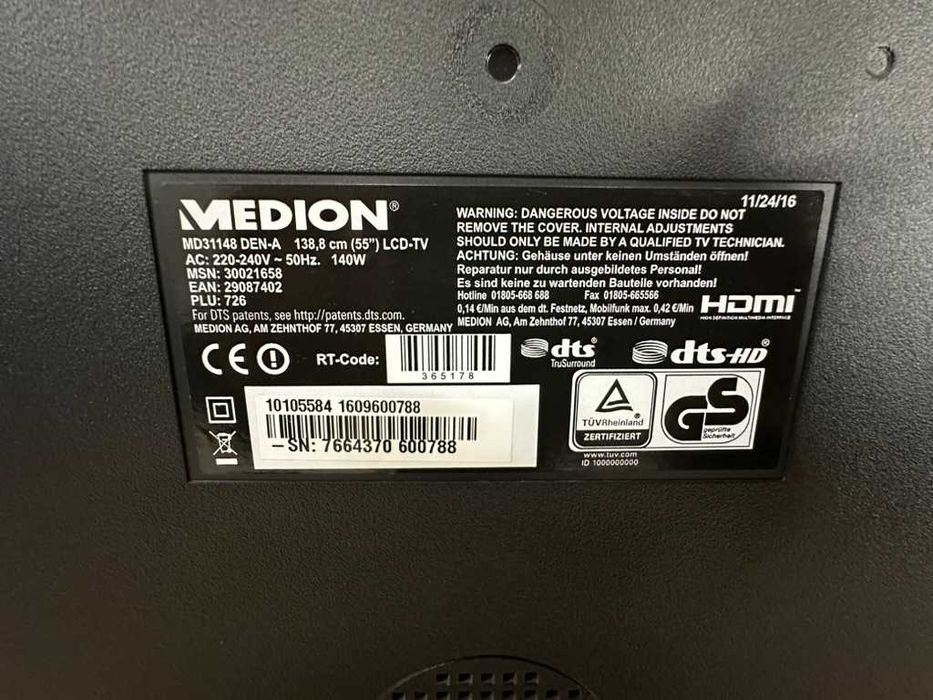 MEDION®
MD31148 DEN-A 138,8 cm (55") LCD-TV
AC: 220-240V ~ 50Hz. 140W
MSN: 30021658
EAN: 29087402
PLU: 726
For DTS patents, see http://patents.dts.com.
MEDION AG, AM ZEHNTHOF 77, 45307 ESSEN, GERMANY
11/24/16
WARNING: DANGEROUS VOLTAGE INSIDE DO NOT
REMOVE THE COVER. INTERNAL ADJUSTMENTS
SHOULD ONLY BE MADE BY A QUALIFIED TV TECHNICIAN.
ACHTUNG: Gehäuse unter keinen Umständen öffnen!
Reparatur nur durch ausgebildetes Personal!
Es sind keine zu wartenden Bauteile vorhanden!
Hotline 01805-668 688 Fax 01805-665566
0,14 €/Min aus dt. Festnetz, Mobilfunk max. 0,42 €/Min
MEDION AG, Am Zehnthof 77, 45307 Essen / Germany
HDMI™
HIGH-DEFINITION MULTIMEDIA INTERFACE
CE
RT-Code:
365178
dts®
TruSurround
dts-HD®
10105584 1609600788
SN: 7664370 600788
TÜVRheinland
ZERTIFIZIERT
GS
geprüfte
Sicherheit
www.tuv.com
ID 1000000000